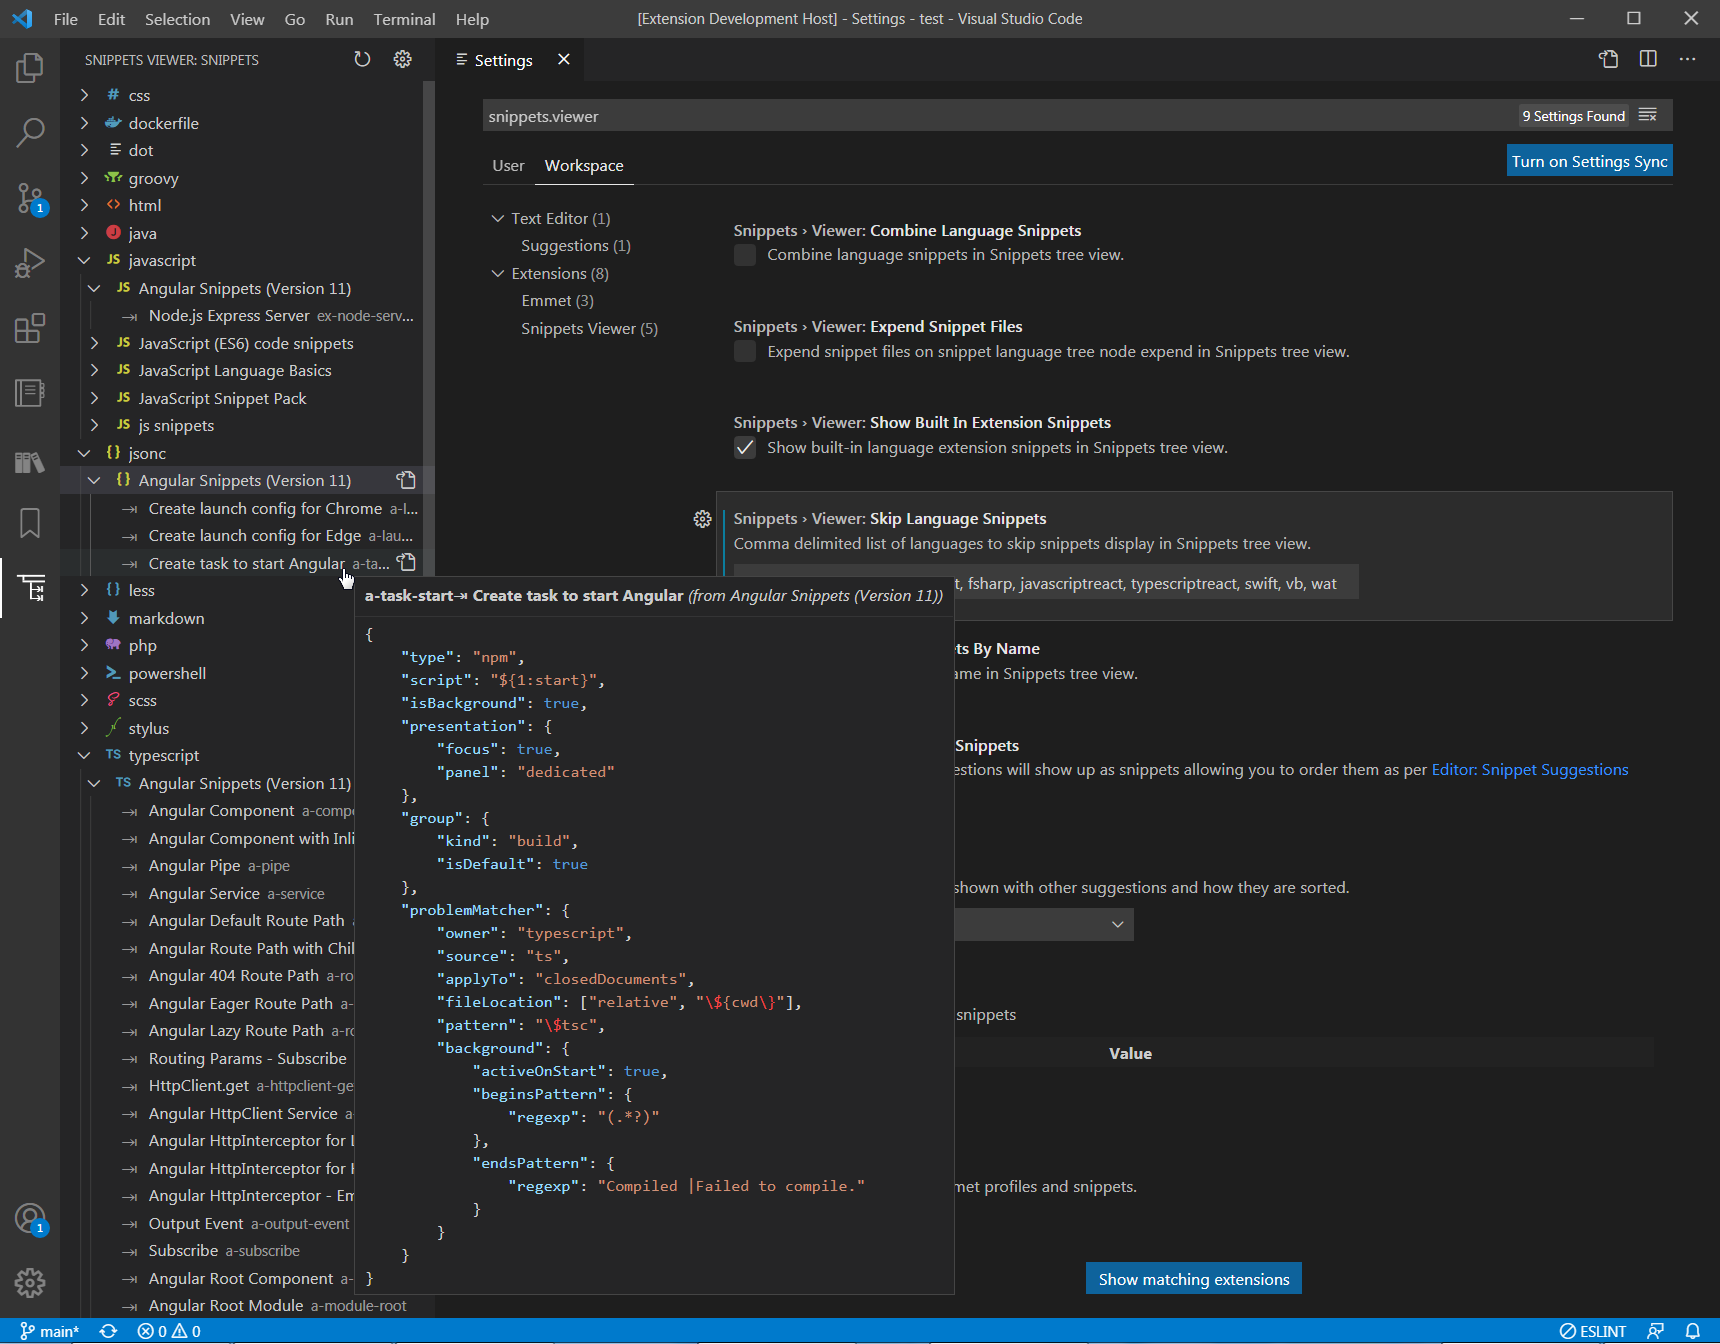 File Edit Selection View Go Run Terminal Help
[Extension Development Host] - Settings - test - Visual Studio Code
SNIPPETS VIEWER: SNIPPETS
css
dockerfile
dot
groovy
html
java
javascript
Angular Snippets (Version 11)
Node.js Express Server ex-node-serv...
JavaScript (ES6) code snippets
JavaScript Language Basics
JavaScript Snippet Pack
js snippets
jsonc
Angular Snippets (Version 11)
Create launch config for Chrome a-l...
Create launch config for Edge a-lau...
Create task to start Angular a-ta...
less
markdown
php
powershell
scss
stylus
typescript
Angular Snippets (Version 11)
Angular Component a-compo
Angular Component with Inli
Angular Pipe a-pipe
Angular Service a-service
Angular Default Route Path
Angular Route Path with Chil
Angular 404 Route Path a-ro
Angular Eager Route Path a-
Angular Lazy Route Path a-ro
Routing Params - Subscribe
HttpClient.get a-httpclient-ge
Angular HttpClient Service a-
Angular HttpInterceptor for
Angular HttpInterceptor for
Angular HttpInterceptor - Em
Output Event a-output-event
Subscribe a-subscribe
Angular Root Component a-
Angular Root Module a-module-root
Settings
snippets.viewer
9 Settings Found
User Workspace
Turn on Settings Sync
Text Editor (1)
Suggestions (1)
Extensions (8)
Emmet (3)
Snippets Viewer (5)
Snippets › Viewer: Combine Language Snippets
Combine language snippets in Snippets tree view.
Snippets › Viewer: Expend Snippet Files
Expend snippet files on snippet language tree node expend in Snippets tree view.
Snippets › Viewer: Show Built In Extension Snippets
Show built-in language extension snippets in Snippets tree view.
Snippets › Viewer: Skip Language Snippets
Comma delimited list of languages to skip snippets display in Snippets tree view.
t, fsharp, javascriptreact, typescriptreact, swift, vb, wat
ts By Name
ame in Snippets tree view.
Snippets
estions will show up as snippets allowing you to order them as per Editor: Snippet Suggestions
shown with other suggestions and how they are sorted.
snippets
Value
met profiles and snippets.
Show matching extensions
a-task-start⇥ Create task to start Angular (from Angular Snippets (Version 11))
{
"type": "npm",
"script": "${1:start}",
"isBackground": true,
"presentation": {
"focus": true,
"panel": "dedicated"
},
"group": {
"kind": "build",
"isDefault": true
},
"problemMatcher": {
"owner": "typescript",
"source": "ts",
"applyTo": "closedDocuments",
"fileLocation": ["relative", "\${cwd\}"],
"pattern": "\$tsc",
"background": {
"activeOnStart": true,
"beginsPattern": {
"regexp": "(.*?)"
},
"endsPattern": {
"regexp": "Compiled |Failed to compile."
}
}
}
}
main* 0 0
ESLINT